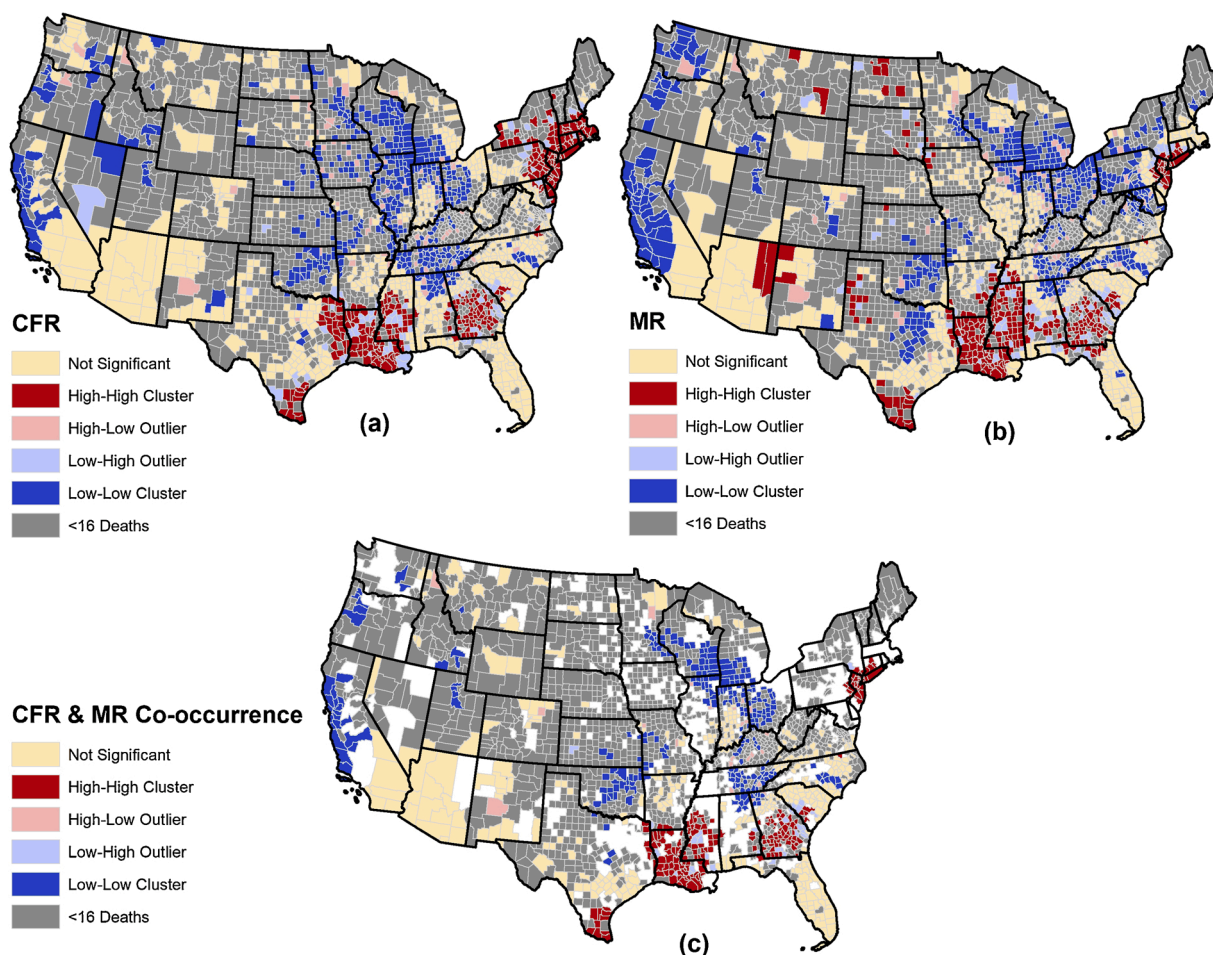 CFR
Not Significant
High-High Cluster
High-Low Outlier
Low-High Outlier
Low-Low Cluster
<16 Deaths
(a)
MR
Not Significant
High-High Cluster
High-Low Outlier
Low-High Outlier
Low-Low Cluster
<16 Deaths
(b)
CFR & MR Co-occurrence
Not Significant
High-High Cluster
High-Low Outlier
Low-High Outlier
Low-Low Cluster
<16 Deaths
(c)